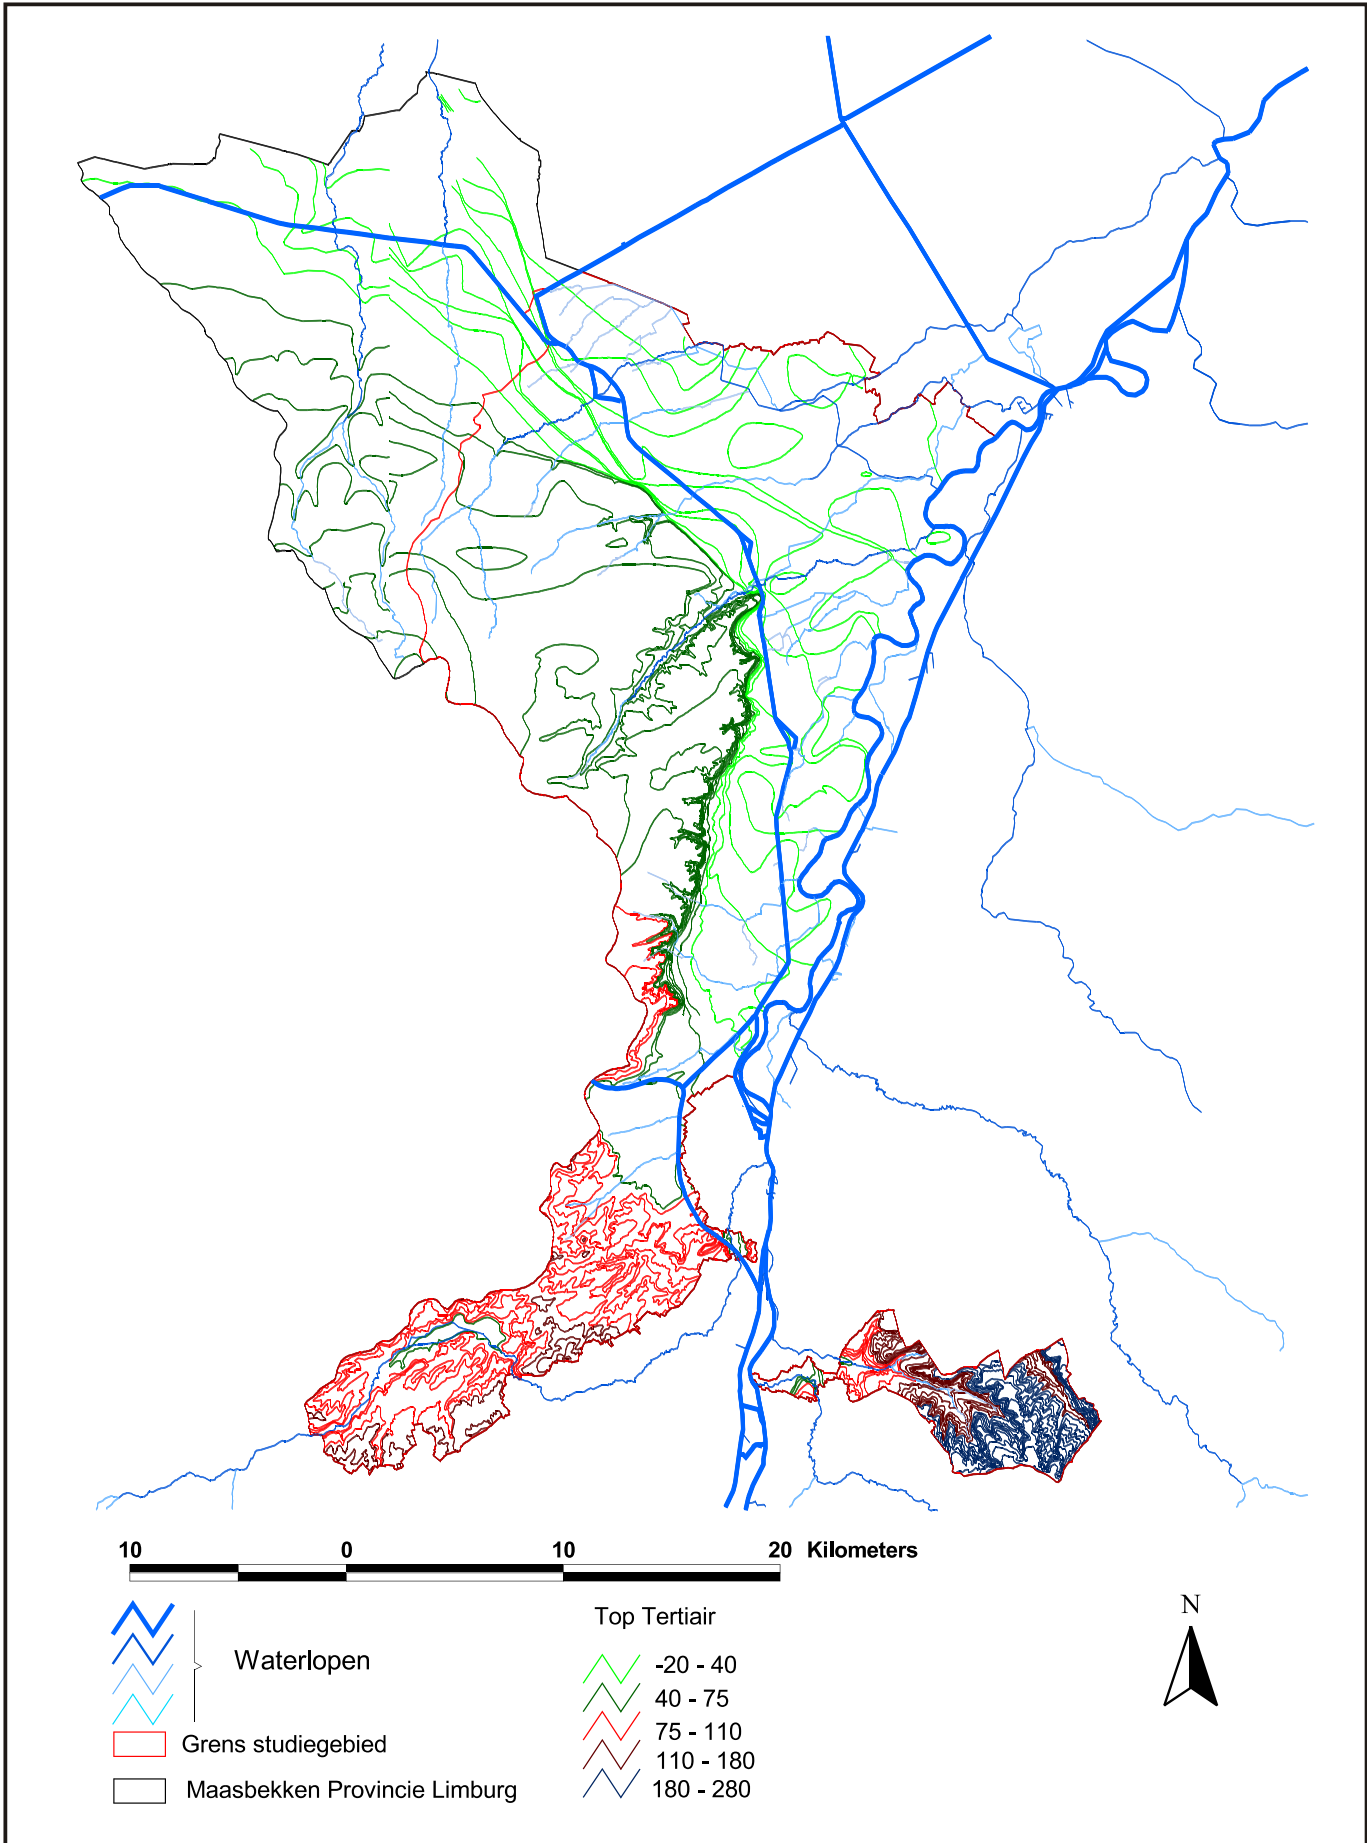 10 0 10 20 Kilometers
Waterlopen
Grens studiegebied
Maasbekken Provincie Limburg
Top Tertiair
-20 - 40
40 - 75
75 - 110
110 - 180
180 - 280
N